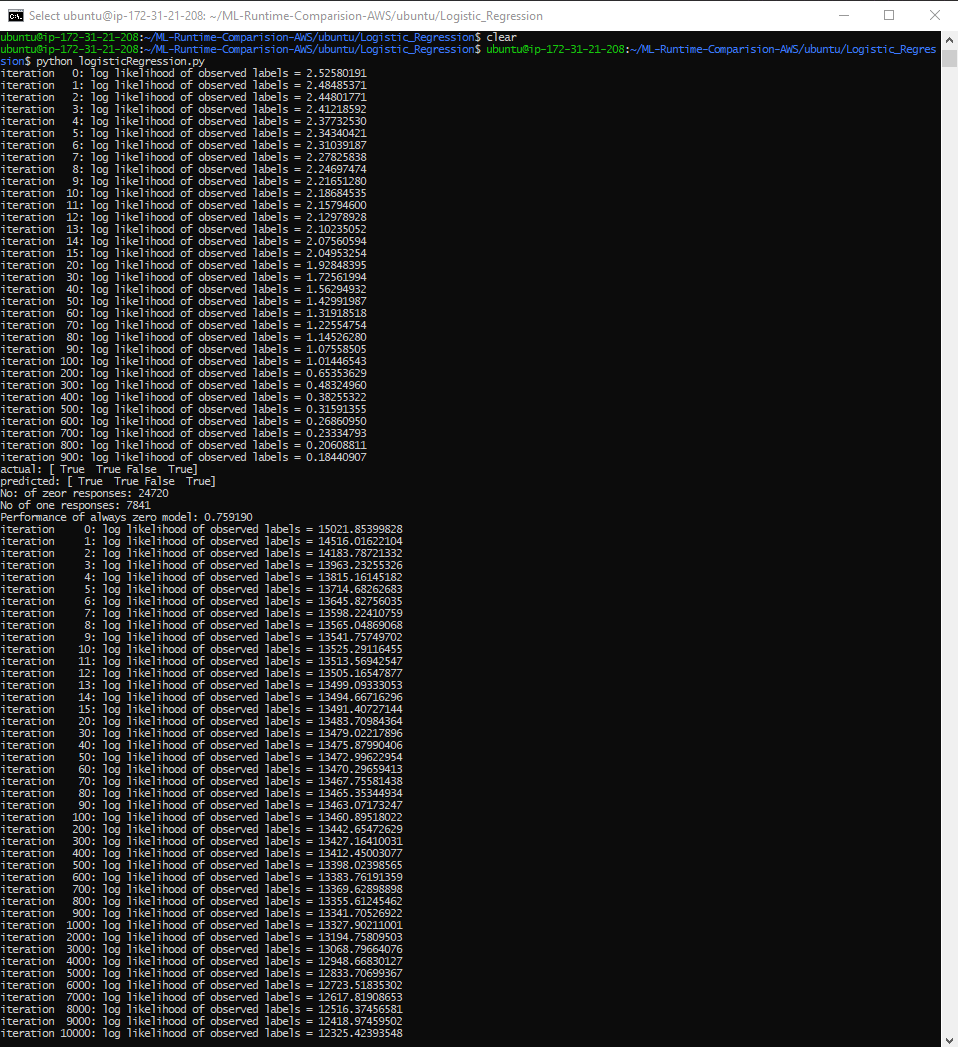 Select ubuntu@ip-172-31-21-208: ~/ML-Runtime-Comparision-AWS/ubuntu/Logistic_Regression
ubuntu@ip-172-31-21-208:~/ML-Runtime-Comparision-AWS/ubuntu/Logistic_Regression$ clear
ubuntu@ip-172-31-21-208:~/ML-Runtime-Comparision-AWS/ubuntu/Logistic_Regression$ ubuntu@ip-172-31-21-208:~/ML-Runtime-Comparision-AWS/ubuntu/Logistic_Regres
sion$ python logisticRegression.py
iteration   0: log likelihood of observed labels = 2.52580191
iteration   1: log likelihood of observed labels = 2.48485371
iteration   2: log likelihood of observed labels = 2.44801771
iteration   3: log likelihood of observed labels = 2.41218592
iteration   4: log likelihood of observed labels = 2.37732530
iteration   5: log likelihood of observed labels = 2.34340421
iteration   6: log likelihood of observed labels = 2.31039187
iteration   7: log likelihood of observed labels = 2.27825838
iteration   8: log likelihood of observed labels = 2.24697474
iteration   9: log likelihood of observed labels = 2.21651280
iteration  10: log likelihood of observed labels = 2.18684535
iteration  11: log likelihood of observed labels = 2.15794600
iteration  12: log likelihood of observed labels = 2.12978928
iteration  13: log likelihood of observed labels = 2.10235052
iteration  14: log likelihood of observed labels = 2.07560594
iteration  15: log likelihood of observed labels = 2.04953254
iteration  20: log likelihood of observed labels = 1.92848395
iteration  30: log likelihood of observed labels = 1.72561994
iteration  40: log likelihood of observed labels = 1.56294932
iteration  50: log likelihood of observed labels = 1.42991987
iteration  60: log likelihood of observed labels = 1.31918518
iteration  70: log likelihood of observed labels = 1.22554754
iteration  80: log likelihood of observed labels = 1.14526280
iteration  90: log likelihood of observed labels = 1.07558505
iteration 100: log likelihood of observed labels = 1.01446543
iteration 200: log likelihood of observed labels = 0.65353629
iteration 300: log likelihood of observed labels = 0.48324960
iteration 400: log likelihood of observed labels = 0.38255322
iteration 500: log likelihood of observed labels = 0.31591355
iteration 600: log likelihood of observed labels = 0.26860950
iteration 700: log likelihood of observed labels = 0.23334793
iteration 800: log likelihood of observed labels = 0.20608811
iteration 900: log likelihood of observed labels = 0.18440907
actual: [ True  True False  True]
predicted: [ True  True False  True]
No: of zeor responses: 24720
No of one responses: 7841
Performance of always zero model: 0.759190
iteration     0: log likelihood of observed labels = 15021.85399828
iteration     1: log likelihood of observed labels = 14516.01622104
iteration     2: log likelihood of observed labels = 14183.78721332
iteration     3: log likelihood of observed labels = 13963.23255326
iteration     4: log likelihood of observed labels = 13815.16145182
iteration     5: log likelihood of observed labels = 13714.68262683
iteration     6: log likelihood of observed labels = 13645.82756035
iteration     7: log likelihood of observed labels = 13598.22410759
iteration     8: log likelihood of observed labels = 13565.04869068
iteration     9: log likelihood of observed labels = 13541.75749702
iteration    10: log likelihood of observed labels = 13525.29116455
iteration    11: log likelihood of observed labels = 13513.56942547
iteration    12: log likelihood of observed labels = 13505.16547877
iteration    13: log likelihood of observed labels = 13499.09333053
iteration    14: log likelihood of observed labels = 13494.66716296
iteration    15: log likelihood of observed labels = 13491.40727144
iteration    20: log likelihood of observed labels = 13483.70984364
iteration    30: log likelihood of observed labels = 13479.02217896
iteration    40: log likelihood of observed labels = 13475.87990406
iteration    50: log likelihood of observed labels = 13472.99622954
iteration    60: log likelihood of observed labels = 13470.29659413
iteration    70: log likelihood of observed labels = 13467.75581438
iteration    80: log likelihood of observed labels = 13465.35344934
iteration    90: log likelihood of observed labels = 13463.07173247
iteration   100: log likelihood of observed labels = 13460.89518022
iteration   200: log likelihood of observed labels = 13442.65472629
iteration   300: log likelihood of observed labels = 13427.16410031
iteration   400: log likelihood of observed labels = 13412.45003077
iteration   500: log likelihood of observed labels = 13398.02398565
iteration   600: log likelihood of observed labels = 13383.76191359
iteration   700: log likelihood of observed labels = 13369.62898898
iteration   800: log likelihood of observed labels = 13355.61245462
iteration   900: log likelihood of observed labels = 13341.70526922
iteration  1000: log likelihood of observed labels = 13327.90211001
iteration  2000: log likelihood of observed labels = 13194.75809503
iteration  3000: log likelihood of observed labels = 13068.79664076
iteration  4000: log likelihood of observed labels = 12948.66830127
iteration  5000: log likelihood of observed labels = 12833.70699367
iteration  6000: log likelihood of observed labels = 12723.51835302
iteration  7000: log likelihood of observed labels = 12617.81908653
iteration  8000: log likelihood of observed labels = 12516.37456581
iteration  9000: log likelihood of observed labels = 12418.97459502
iteration 10000: log likelihood of observed labels = 12325.42393548